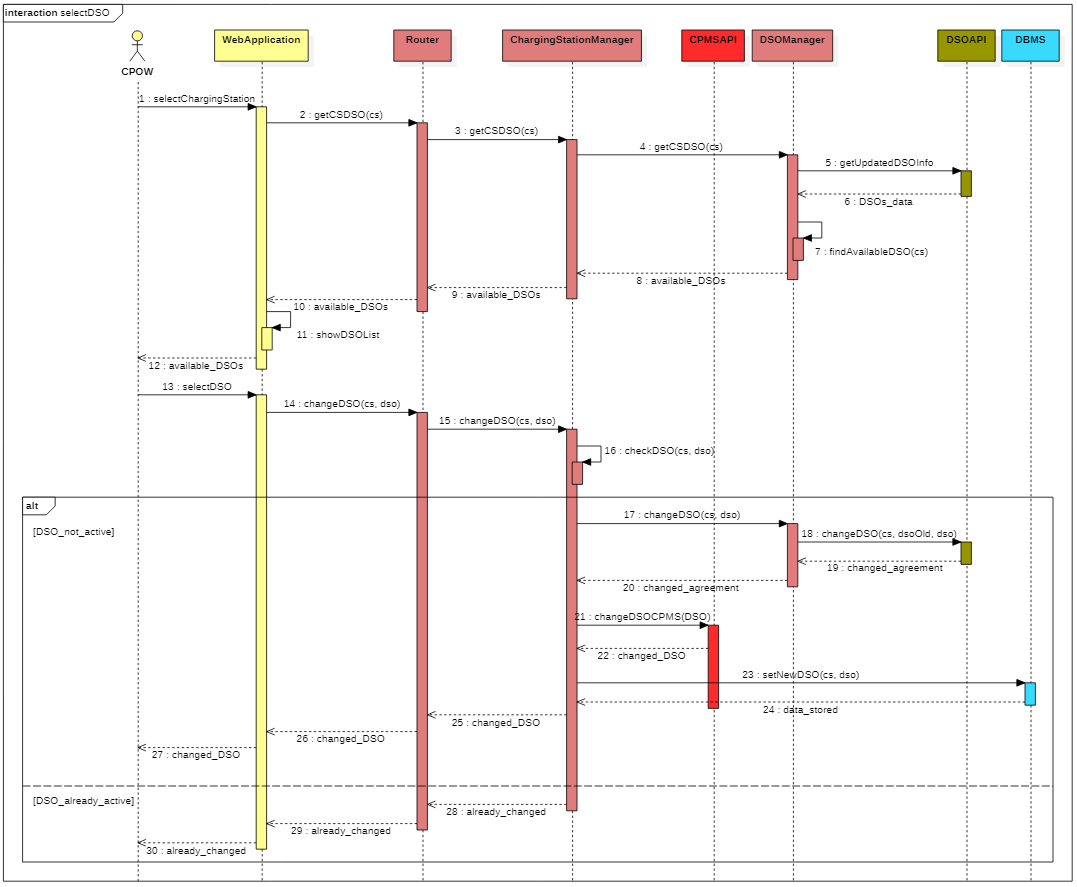 interaction selectDSO
WebApplication
Router
ChargingStationManager
CPMSAPI
DSOManager
DSOAPI
DBMS
CPOW
1 : selectChargingStation
2 : getCSDSO(cs)
3 : getCSDSO(cs)
4 : getCSDSO(cs)
5 : getUpdatedDSOInfo
6 : DSOs_data
7 : findAvailableDSO(cs)
8 : available_DSOs
9 : available_DSOs
10 : available_DSOs
11 : showDSOList
12 : available_DSOs
13 : selectDSO
14 : changeDSO(cs, dso)
15 : changeDSO(cs, dso)
16 : checkDSO(cs, dso)
alt
[DSO_not_active]
17 : changeDSO(cs, dso)
18 : changeDSO(cs, dsoOld, dso)
19 : changed_agreement
20 : changed_agreement
21 : changeDSOCPMS(DSO)
22 : changed_DSO
23 : setNewDSO(cs, dso)
24 : data_stored
25 : changed_DSO
26 : changed_DSO
27 : changed_DSO
[DSO_already_active]
28 : already_changed
29 : already_changed
30 : already_changed